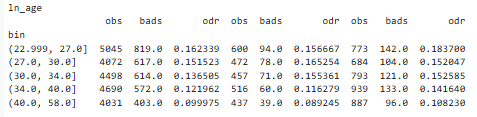 ln_age
obs bads odr obs bads odr obs bads odr
bin
(22.999, 27.0] 5045 819.0 0.162339 600 94.0 0.156667 773 142.0 0.183700
(27.0, 30.0] 4072 617.0 0.151523 472 78.0 0.165254 684 104.0 0.152047
(30.0, 34.0] 4498 614.0 0.136505 457 71.0 0.155361 793 121.0 0.152585
(34.0, 40.0] 4690 572.0 0.121962 516 60.0 0.116279 939 133.0 0.141640
(40.0, 58.0] 4031 403.0 0.099975 437 39.0 0.089245 887 96.0 0.108230